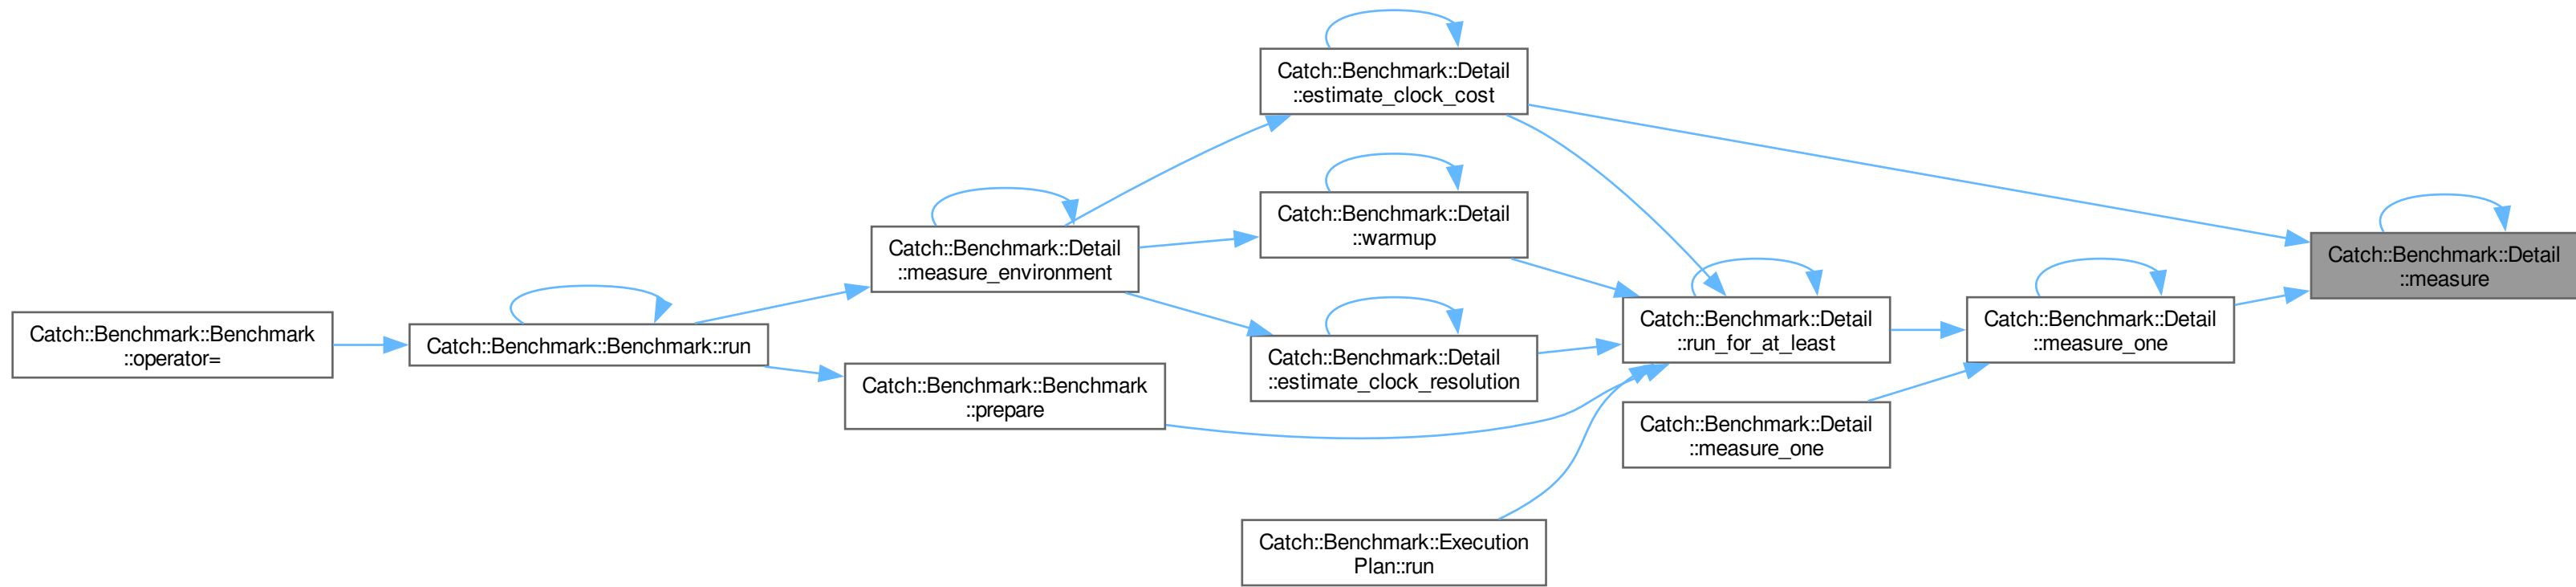 Catch::Benchmark::Benchmark
::operator=
Catch::Benchmark::Benchmark::run
Catch::Benchmark::Detail
::measure_environment
Catch::Benchmark::Benchmark
::prepare
Catch::Benchmark::Detail
::estimate_clock_cost
Catch::Benchmark::Detail
::warmup
Catch::Benchmark::Detail
::estimate_clock_resolution
Catch::Benchmark::Execution
Plan::run
Catch::Benchmark::Detail
::run_for_at_least
Catch::Benchmark::Detail
::measure_one
Catch::Benchmark::Detail
::measure_one
Catch::Benchmark::Detail
::measure